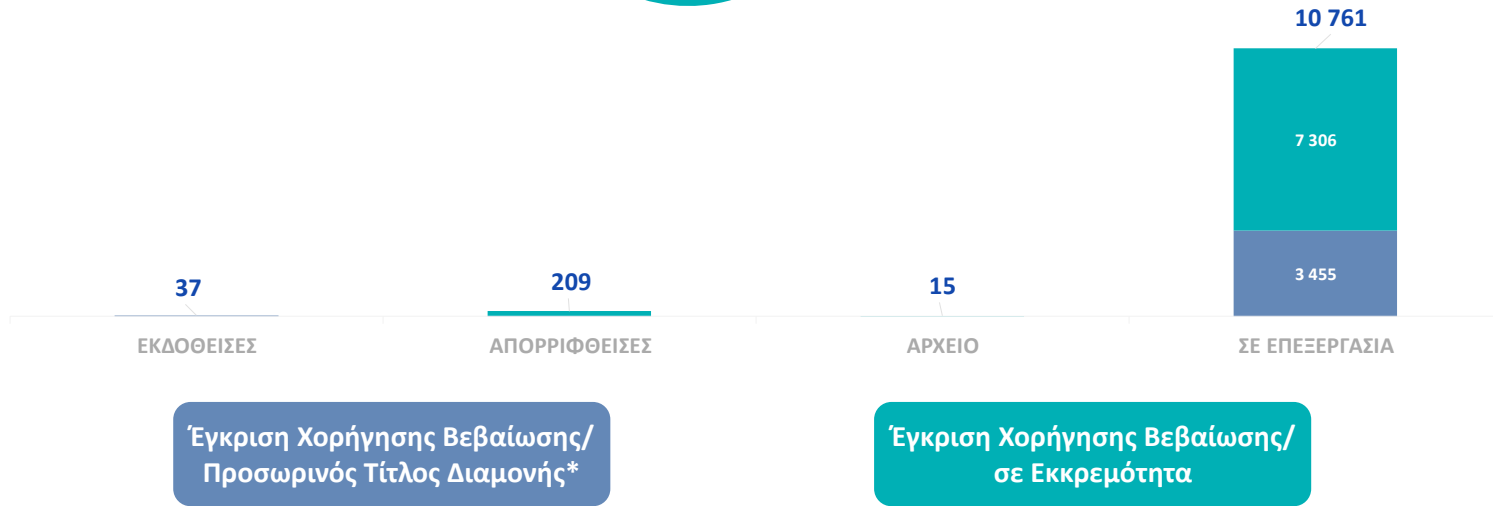 10 761
7 306
3 455
37
209
15
ΕΚΔΟΘΕΙΣΕΣ
ΑΠΟΡΡΙΦΘΕΙΣΕΣ
ΑΡΧΕΙΟ
ΣΕ ΕΠΕΞΕΡΓΑΣΙΑ
Έγκριση Χορήγησης Βεβαίωσης/
Προσωρινός Τίτλος Διαμονής*
Έγκριση Χορήγησης Βεβαίωσης/
σε Εκκρεμότητα